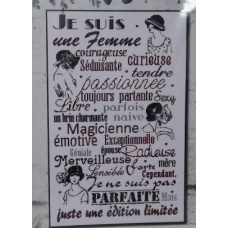 Je suis
une Femme
courageuse
Séduisante curieuse
tendre
passionnée
toujours partante
Sexy
Libre parfois
un brin charmante naïve
Magicienne
émotive Exceptionnelle
Géniale épouse Radieuse
Merveilleuse mère
Sensible Forte Cependant,
je ne suis pas
PARFAITE Mais
juste une édition limitée